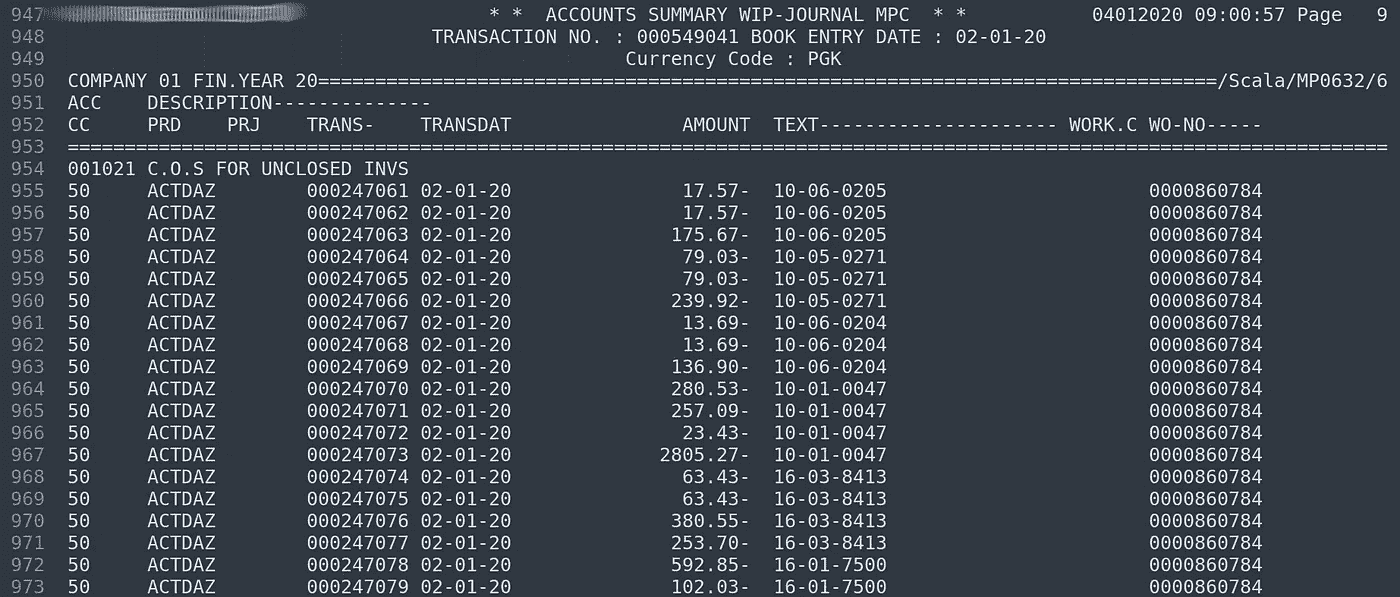 947 * * ACCOUNTS SUMMARY WIP-JOURNAL MPC * * 04012020 09:00:57 Page 9
948 TRANSACTION NO. : 000549041 BOOK ENTRY DATE : 02-01-20
949 Currency Code : PGK
950 COMPANY 01 FIN.YEAR 20===============================================================================/Scala/MP0632/6
951 ACC DESCRIPTION--------------
952 CC PRD PRJ TRANS- TRANSDAT AMOUNT TEXT--------------------- WORK.C WO-NO-----
953 ====================================================================================================================
954 001021 C.O.S FOR UNCLOSED INVS
955 50 ACTDAZ 000247061 02-01-20 17.57- 10-06-0205 0000860784
956 50 ACTDAZ 000247062 02-01-20 17.57- 10-06-0205 0000860784
957 50 ACTDAZ 000247063 02-01-20 175.67- 10-06-0205 0000860784
958 50 ACTDAZ 000247064 02-01-20 79.03- 10-05-0271 0000860784
959 50 ACTDAZ 000247065 02-01-20 79.03- 10-05-0271 0000860784
960 50 ACTDAZ 000247066 02-01-20 239.92- 10-05-0271 0000860784
961 50 ACTDAZ 000247067 02-01-20 13.69- 10-06-0204 0000860784
962 50 ACTDAZ 000247068 02-01-20 13.69- 10-06-0204 0000860784
963 50 ACTDAZ 000247069 02-01-20 136.90- 10-06-0204 0000860784
964 50 ACTDAZ 000247070 02-01-20 280.53- 10-01-0047 0000860784
965 50 ACTDAZ 000247071 02-01-20 257.09- 10-01-0047 0000860784
966 50 ACTDAZ 000247072 02-01-20 23.43- 10-01-0047 0000860784
967 50 ACTDAZ 000247073 02-01-20 2805.27- 10-01-0047 0000860784
968 50 ACTDAZ 000247074 02-01-20 63.43- 16-03-8413 0000860784
969 50 ACTDAZ 000247075 02-01-20 63.43- 16-03-8413 0000860784
970 50 ACTDAZ 000247076 02-01-20 380.55- 16-03-8413 0000860784
971 50 ACTDAZ 000247077 02-01-20 253.70- 16-03-8413 0000860784
972 50 ACTDAZ 000247078 02-01-20 592.85- 16-01-7500 0000860784
973 50 ACTDAZ 000247079 02-01-20 102.03- 16-01-7500 0000860784